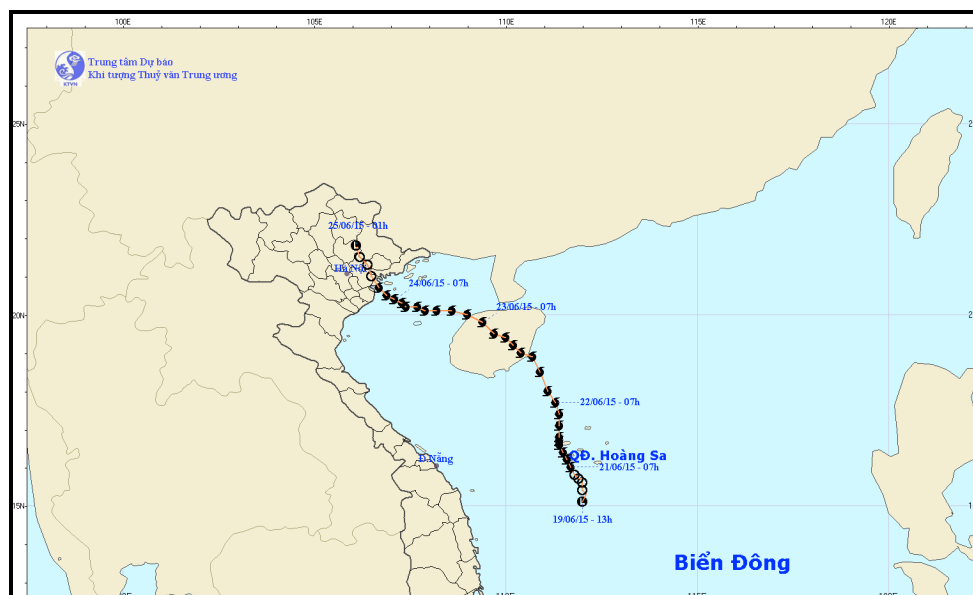 100E 105E 110E 115E 120E
Trung tâm Dự báo
Khí tượng Thuỷ văn Trung ương
KTVN
25N
25/06/15 - 01h
Hà Nội
24/06/15 - 07h
23/06/15 - 07h
20N
22/06/15 - 07h
QĐ. Hoàng Sa
Đ.Nẵng
21/06/15 - 07h
15N
19/06/15 - 13h
Biển Đông
L
L